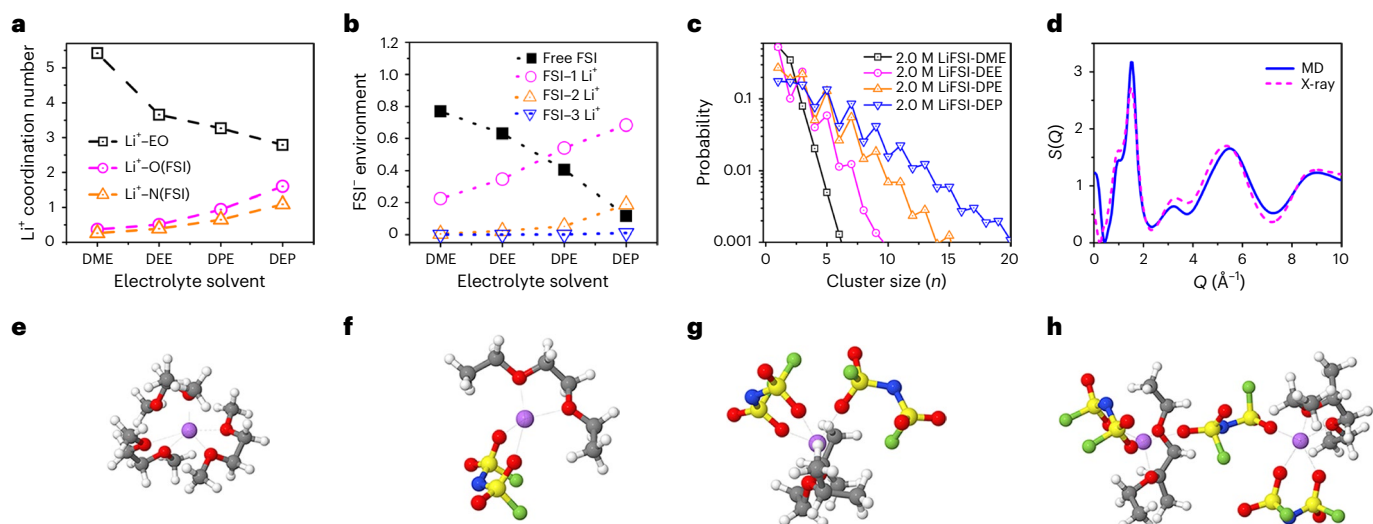 a
Li⁺ coordination number
5
4
3
2
1
0
Li⁺–EO
Li⁺–O(FSI)
Li⁺–N(FSI)
DME
DEE
DPE
DEP
Electrolyte solvent
b
FSI⁻ environment
1.2
1.0
0.8
0.6
0.4
0.2
0
Free FSI
FSI–1 Li⁺
FSI–2 Li⁺
FSI–3 Li⁺
DME
DEE
DPE
DEP
Electrolyte solvent
c
Probability
0.1
0.01
0.001
2.0 M LiFSI-DME
2.0 M LiFSI-DEE
2.0 M LiFSI-DPE
2.0 M LiFSI-DEP
0
5
10
15
20
Cluster size (n)
d
S(Q)
3
2
1
0
MD
X-ray
0
2
4
6
8
10
Q (Å⁻¹)
e
f
g
h